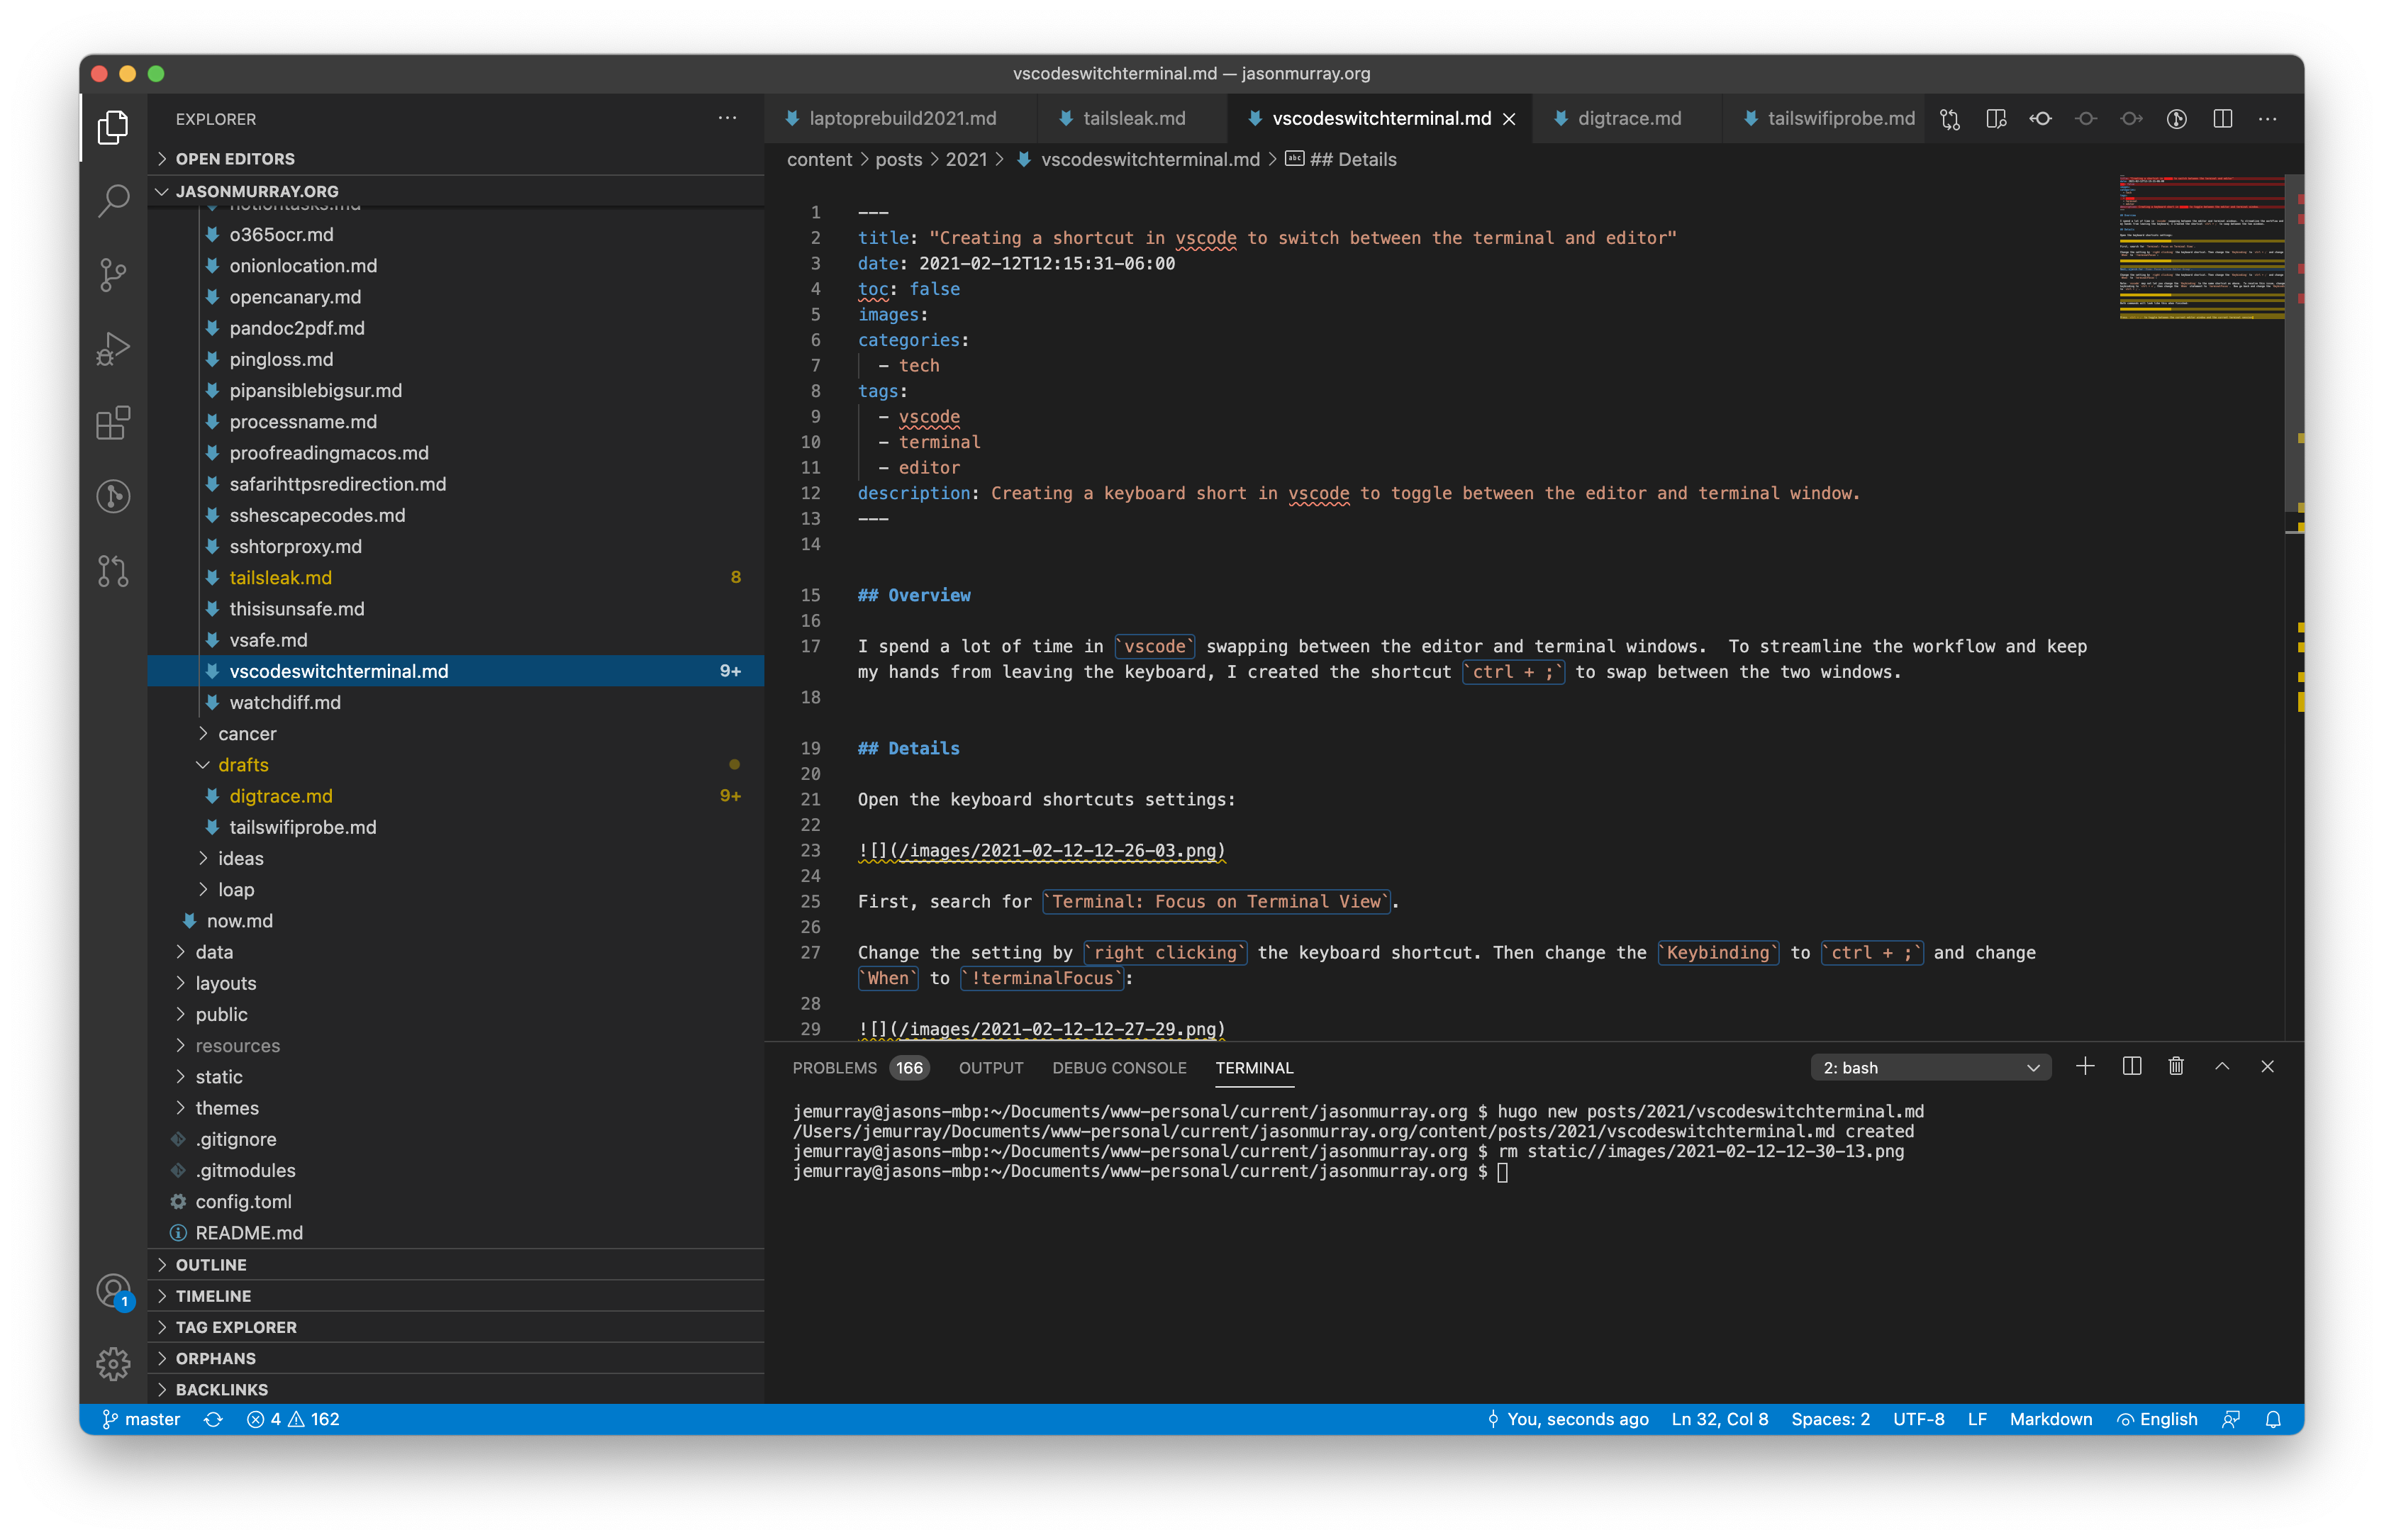 vscodeswitchterminal.md — jasonmurray.org
EXPLORER
OPEN EDITORS
JASONMURRAY.ORG
notiontasks.md
o365ocr.md
onionlocation.md
opencanary.md
pandoc2pdf.md
pingloss.md
pipansiblebigsur.md
processname.md
proofreadingmacos.md
safarihttpsredirection.md
sshescapecodes.md
sshtorproxy.md
tailsleak.md 8
thisisunsafe.md
vsafe.md
vscodeswitchterminal.md 9+
watchdiff.md
cancer
drafts
digtrace.md 9+
tailswifiprobe.md
ideas
loap
now.md
data
layouts
public
resources
static
themes
.gitignore
.gitmodules
config.toml
README.md
OUTLINE
TIMELINE
TAG EXPLORER
ORPHANS
BACKLINKS
1
laptoprebuild2021.md tailsleak.md vscodeswitchterminal.md digtrace.md tailswifiprobe.md
content > posts > 2021 > vscodeswitchterminal.md > abc ## Details
1 ---
2 title: "Creating a shortcut in vscode to switch between the terminal and editor"
3 date: 2021-02-12T12:15:31-06:00
4 toc: false
5 images:
6 categories:
7 - tech
8 tags:
9 - vscode
10 - terminal
11 - editor
12 description: Creating a keyboard short in vscode to toggle between the editor and terminal window.
13 ---
14
15 ## Overview
16
17 I spend a lot of time in `vscode` swapping between the editor and terminal windows.  To streamline the workflow and keep
my hands from leaving the keyboard, I created the shortcut `ctrl + ;` to swap between the two windows.
18
19 ## Details
20
21 Open the keyboard shortcuts settings:
22
23 ![](/images/2021-02-12-12-26-03.png)
24
25 First, search for `Terminal: Focus on Terminal View`.
26
27 Change the setting by `right clicking` the keyboard shortcut. Then change the `Keybinding` to `ctrl + ;` and change
`When` to `!terminalFocus`:
28
29 ![](/images/2021-02-12-12-27-29.png)
PROBLEMS 166 OUTPUT DEBUG CONSOLE TERMINAL 2: bash
jemurray@jasons-mbp:~/Documents/www-personal/current/jasonmurray.org $ hugo new posts/2021/vscodeswitchterminal.md
/Users/jemurray/Documents/www-personal/current/jasonmurray.org/content/posts/2021/vscodeswitchterminal.md created
jemurray@jasons-mbp:~/Documents/www-personal/current/jasonmurray.org $ rm static//images/2021-02-12-12-30-13.png
jemurray@jasons-mbp:~/Documents/www-personal/current/jasonmurray.org $
master 4 162 You, seconds ago Ln 32, Col 8 Spaces: 2 UTF-8 LF Markdown English